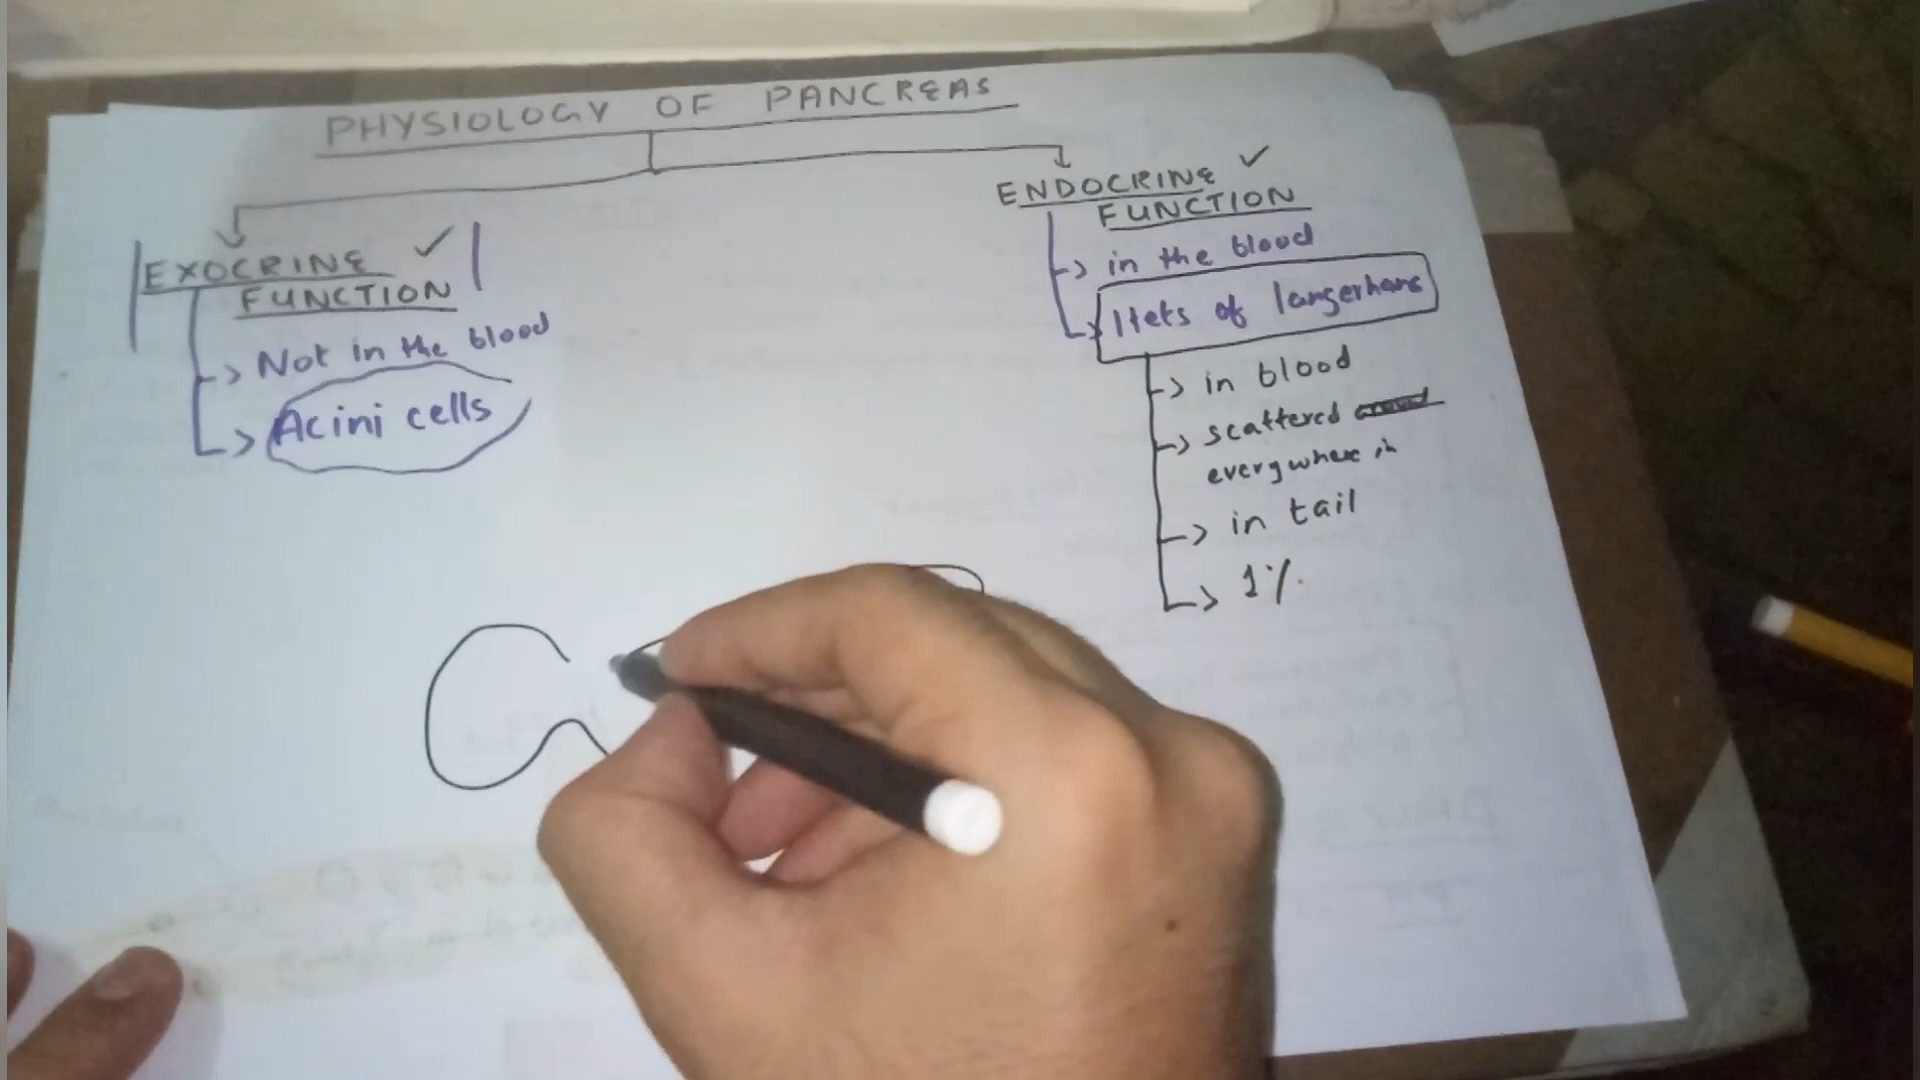 PHYSIOLOGY OF PANCREAS
EXOCRINE ✓
FUNCTION
-> Not in the blood
-> Acini cells
ENDOCRINE ✓
FUNCTION
-> in the blood
-> Ilets of langerhans
-> in blood
-> scattered
everywhere in
-> in tail
-> 1%